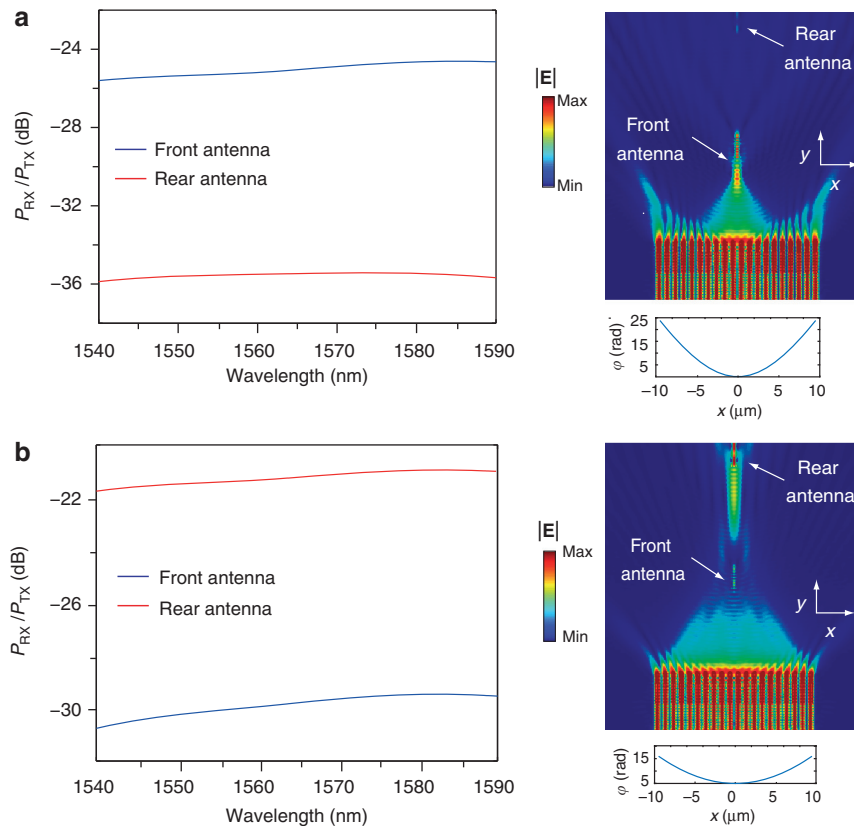 a
−24
−28
−32
−36
P_RX/P_TX (dB)
Front antenna
Rear antenna
1540 1550 1560 1570 1580 1590
Wavelength (nm)
|E|
Max
Min
Rear
antenna
Front
antenna
y
x
25
15
5
φ (rad)
−10 −5 0 5 10
x (μm)
b
−22
−26
−30
P_RX/P_TX (dB)
Front antenna
Rear antenna
1540 1550 1560 1570 1580 1590
Wavelength (nm)
|E|
Max
Min
Rear
antenna
Front
antenna
y
x
15
5
φ (rad)
−10 −5 0 5 10
x (μm)